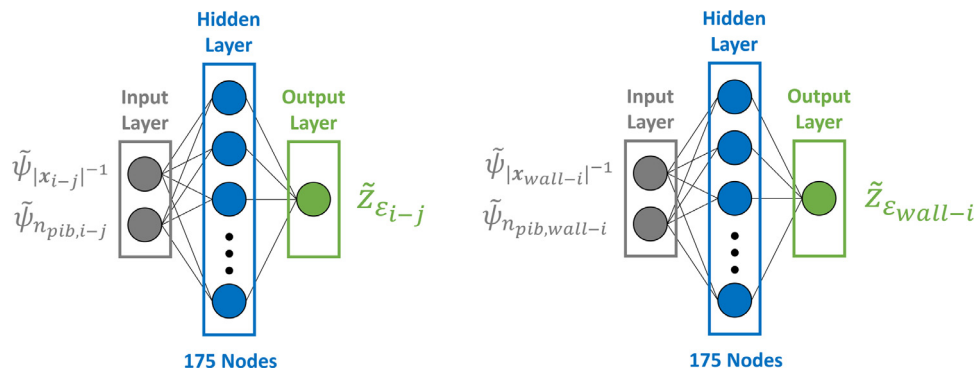 Hidden
Layer
Input
Layer
Output
Layer
ψ̃_{|x_{i−j}|^{−1}}
ψ̃_{n_{pib,i−j}}
Z̃_{ε_{i−j}}
175 Nodes
Hidden
Layer
Input
Layer
Output
Layer
ψ̃_{|x_{wall−i}|^{−1}}
ψ̃_{n_{pib,wall−i}}
Z̃_{ε_{wall−i}}
175 Nodes